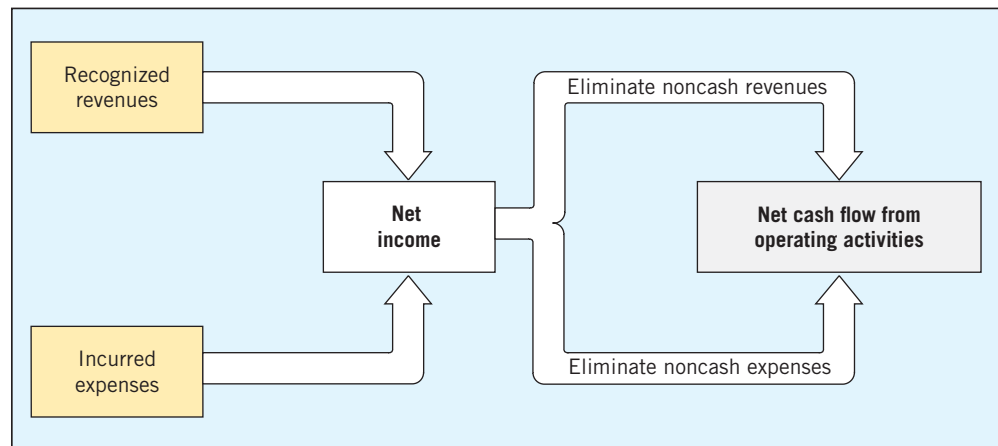 Recognized
revenues
Eliminate noncash revenues
Net
income
Net cash flow from
operating activities
Incurred
expenses
Eliminate noncash expenses